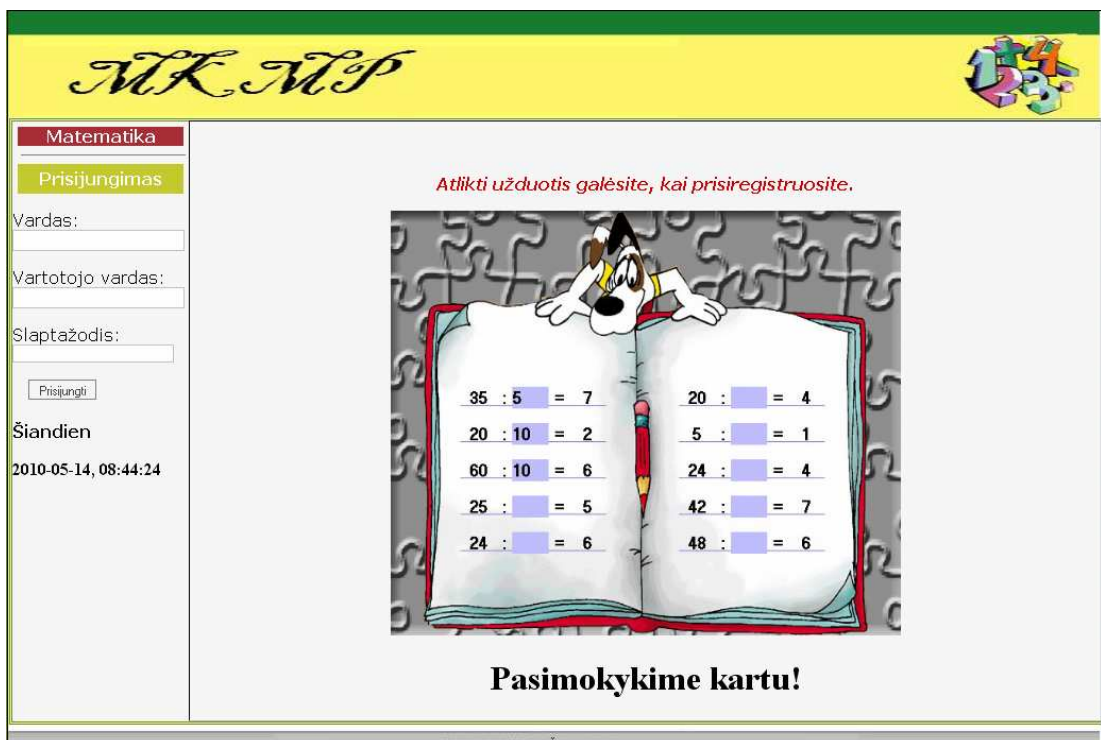 MKMP
Matematika
Prisijungimas
Vardas:
Vartotojo vardas:
Slaptažodis:
Prisijungti
Šiandien
2010-05-14, 08:44:24
Atlikti užduotis galėsite, kai prisiregistruosite.
35 : 5 = 7
20 : 10 = 2
60 : 10 = 6
25 : = 5
24 : = 6
20 : = 4
5 : = 1
24 : = 4
42 : = 7
48 : = 6
Pasimokykime kartu!